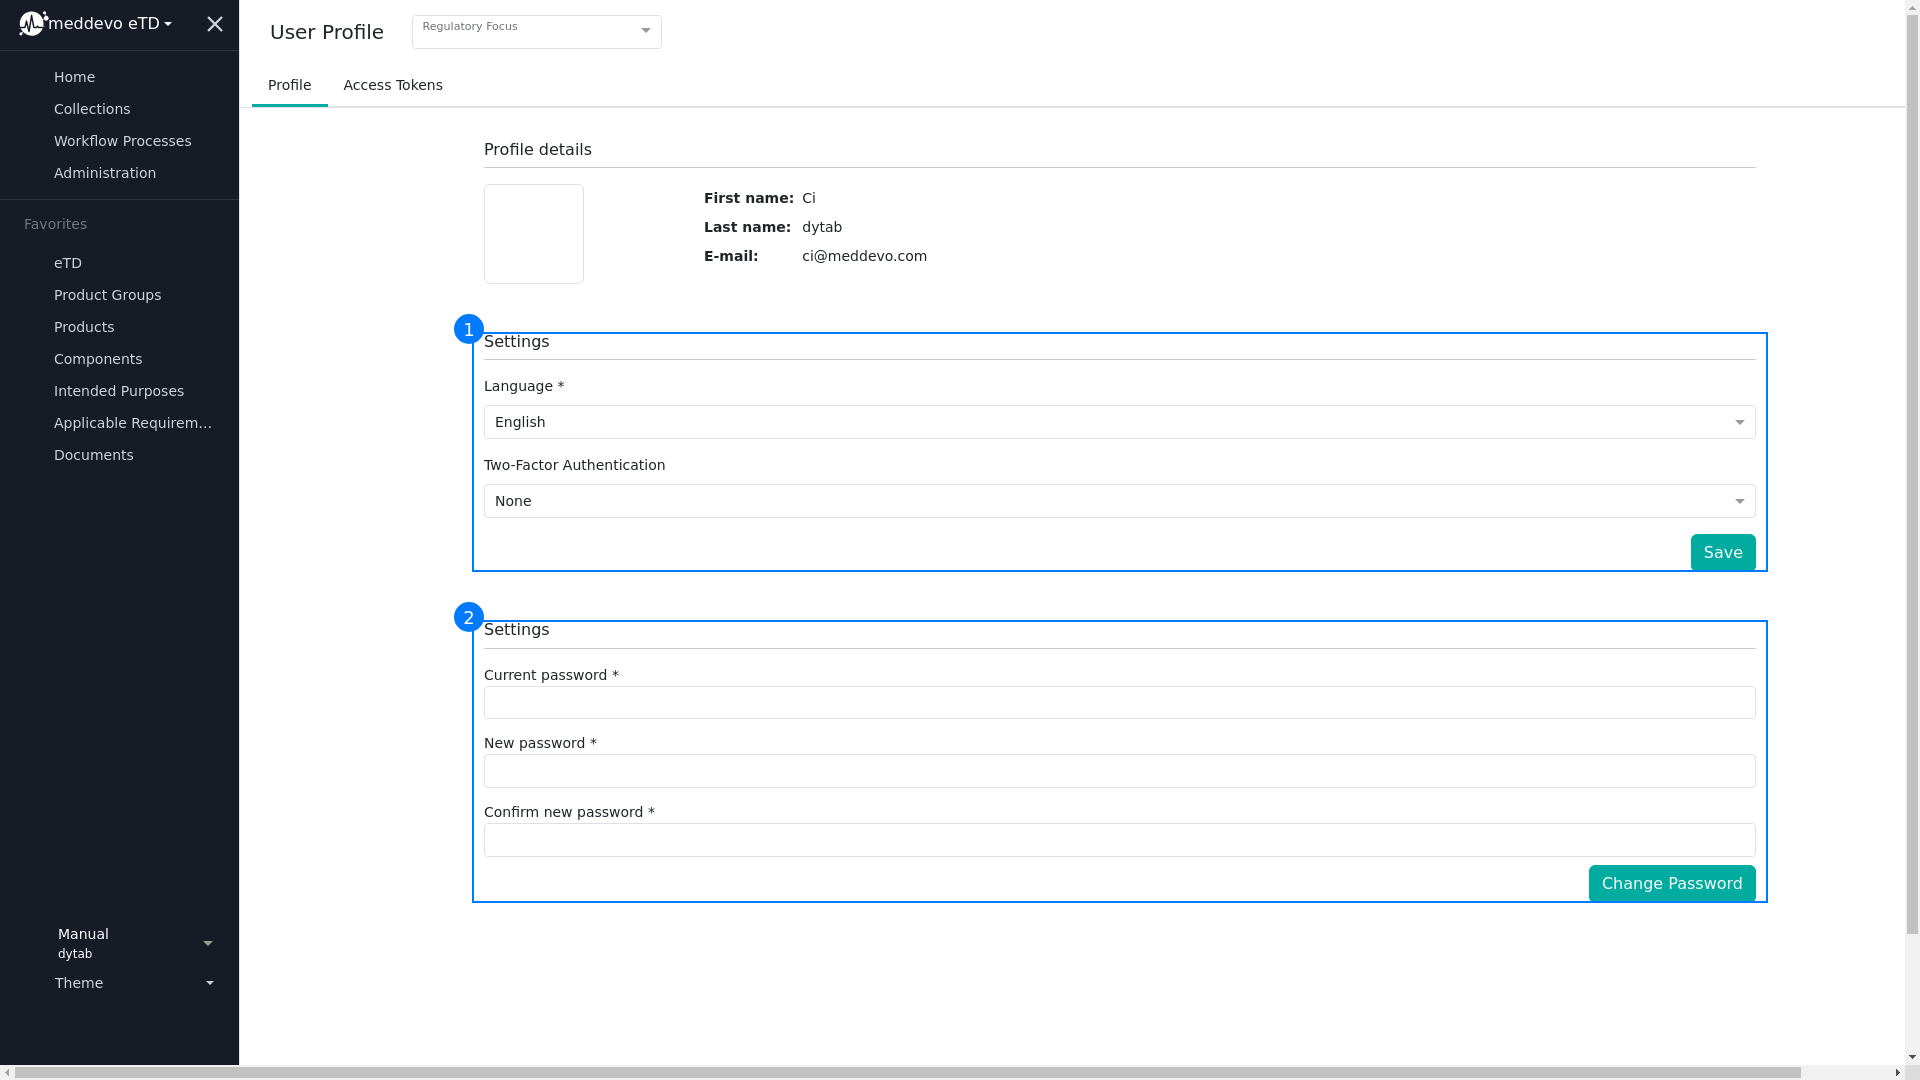 meddevo eTD
Home
Collections
Workflow Processes
Administration
Favorites
eTD
Product Groups
Products
Components
Intended Purposes
Applicable Requirem...
Documents
Manual
dytab
Theme
User Profile
Regulatory Focus
Profile
Access Tokens
Profile details
First name: Ci
Last name: dytab
E-mail: ci@meddevo.com
1
Settings
Language *
English
Two-Factor Authentication
None
Save
2
Settings
Current password *
New password *
Confirm new password *
Change Password